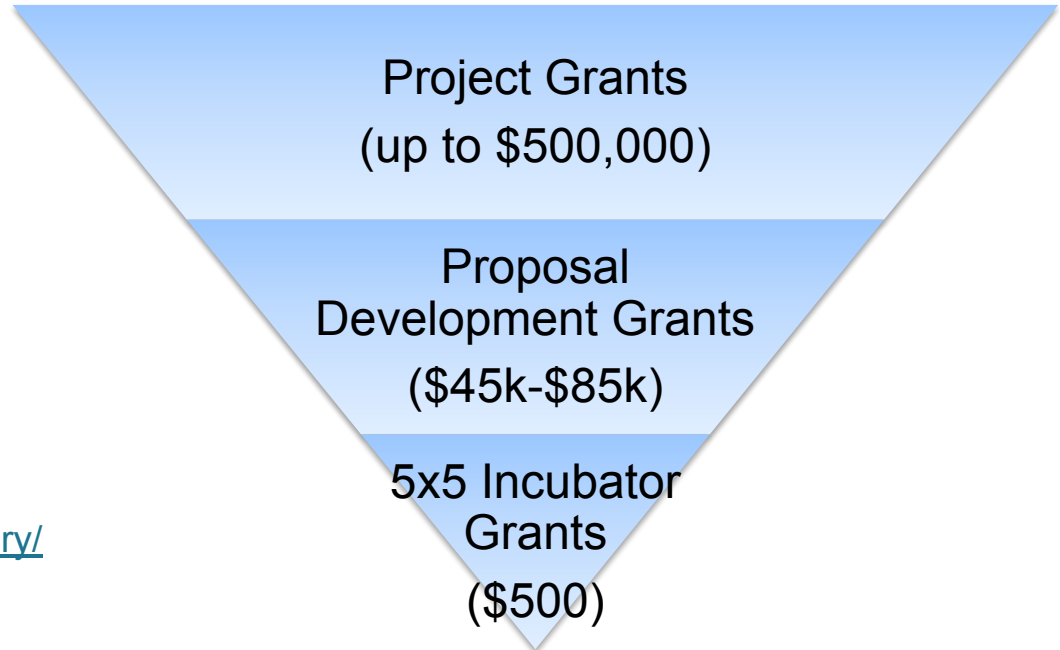 Project Grants
(up to $500,000)
Proposal
Development Grants
($45k-$85k)
5x5 Incubator
Grants
ry/
($500)